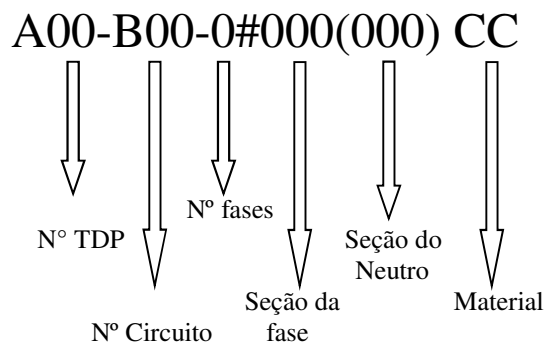 A00-B00-0#000(000) CC
Nº fases
N° TDP
Seção do
Neutro
Seção da
fase
Material
Nº Circuito